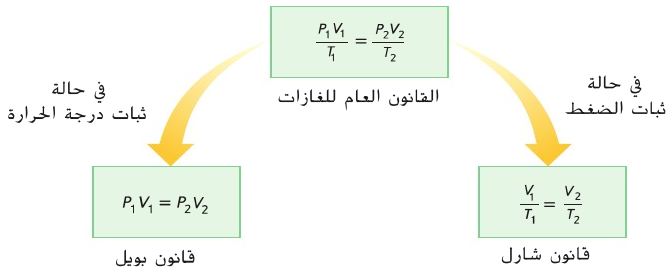 P₁V₁/T₁ = P₂V₂/T₂
القانون العام للغازات
في حالة
ثبات الضغط
في حالة
ثبات درجة الحرارة
V₁/T₁ = V₂/T₂
قانون شارل
P₁V₁ = P₂V₂
قانون بويل